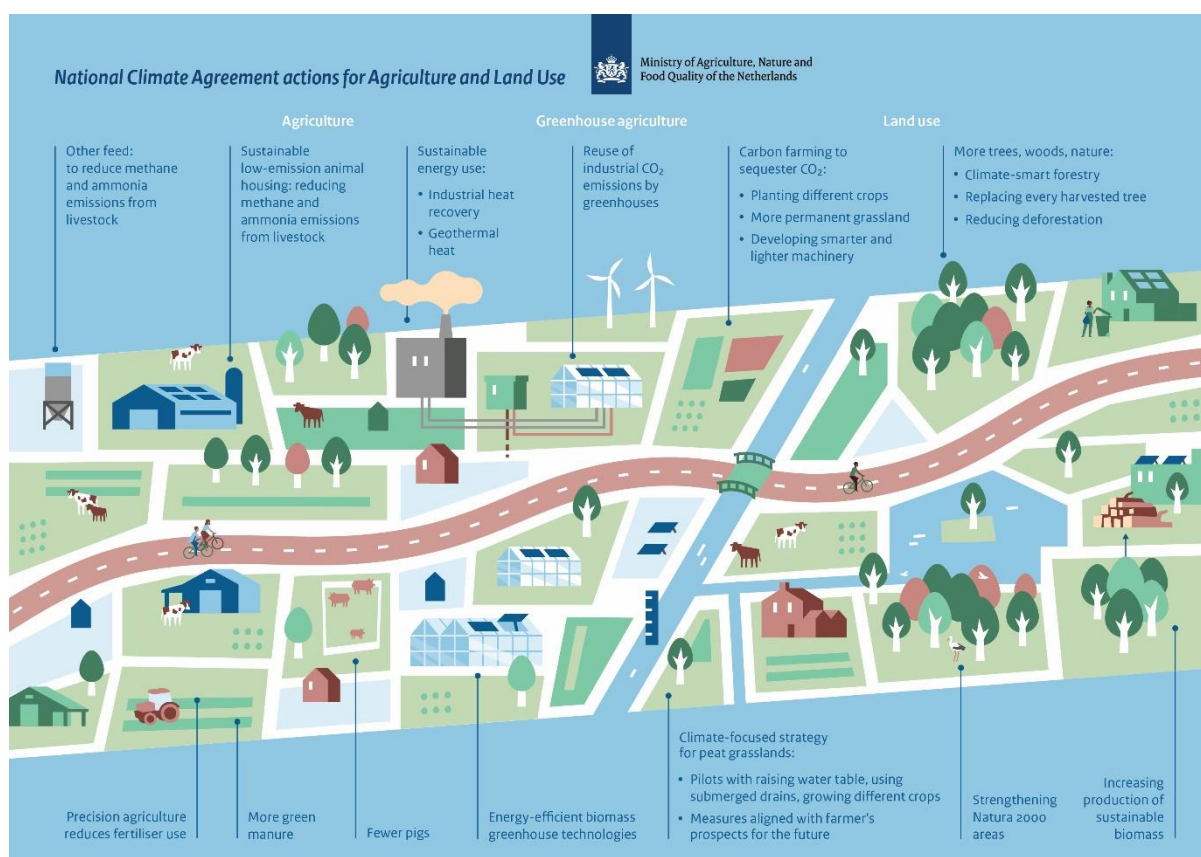 National Climate Agreement actions for Agriculture and Land Use
Ministry of Agriculture, Nature and
Food Quality of the Netherlands
Agriculture
Greenhouse agriculture
Land use
Other feed:
to reduce methane
and ammonia
emissions from
livestock
Sustainable
low-emission animal
housing: reducing
methane and
ammonia emissions
from livestock
Sustainable
energy use:
• Industrial heat
recovery
• Geothermal
heat
Reuse of
industrial CO₂
emissions by
greenhouses
Carbon farming to
sequester CO₂:
• Planting different crops
• More permanent grassland
• Developing smarter and
lighter machinery
More trees, woods, nature:
• Climate-smart forestry
• Replacing every harvested tree
• Reducing deforestation
Precision agriculture
reduces fertiliser use
More green
manure
Fewer pigs
Energy-efficient biomass
greenhouse technologies
Climate-focused strategy
for peat grasslands:
• Pilots with raising water table, using
submerged drains, growing different crops
• Measures aligned with farmer's
prospects for the future
Strengthening
Natura 2000
areas
Increasing
production of
sustainable
biomass